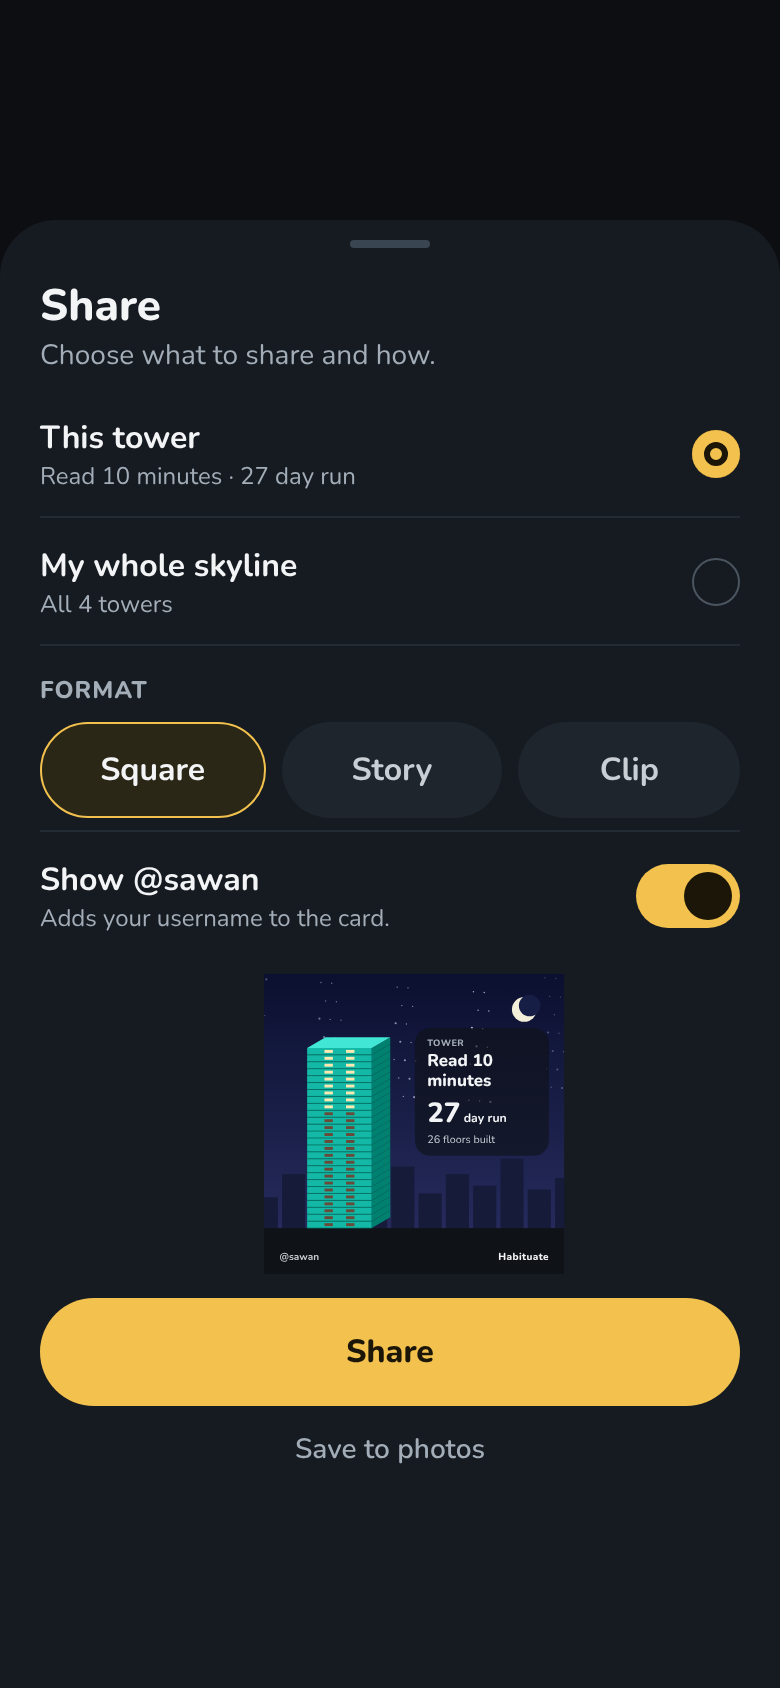 Share
Choose what to share and how.
This tower
Read 10 minutes · 27 day run
My whole skyline
All 4 towers
FORMAT
Square
Story
Clip
Show @sawan
Adds your username to the card.
TOWER
Read 10
minutes
27 day run
26 floors built
@sawan
Habituate
Share
Save to photos